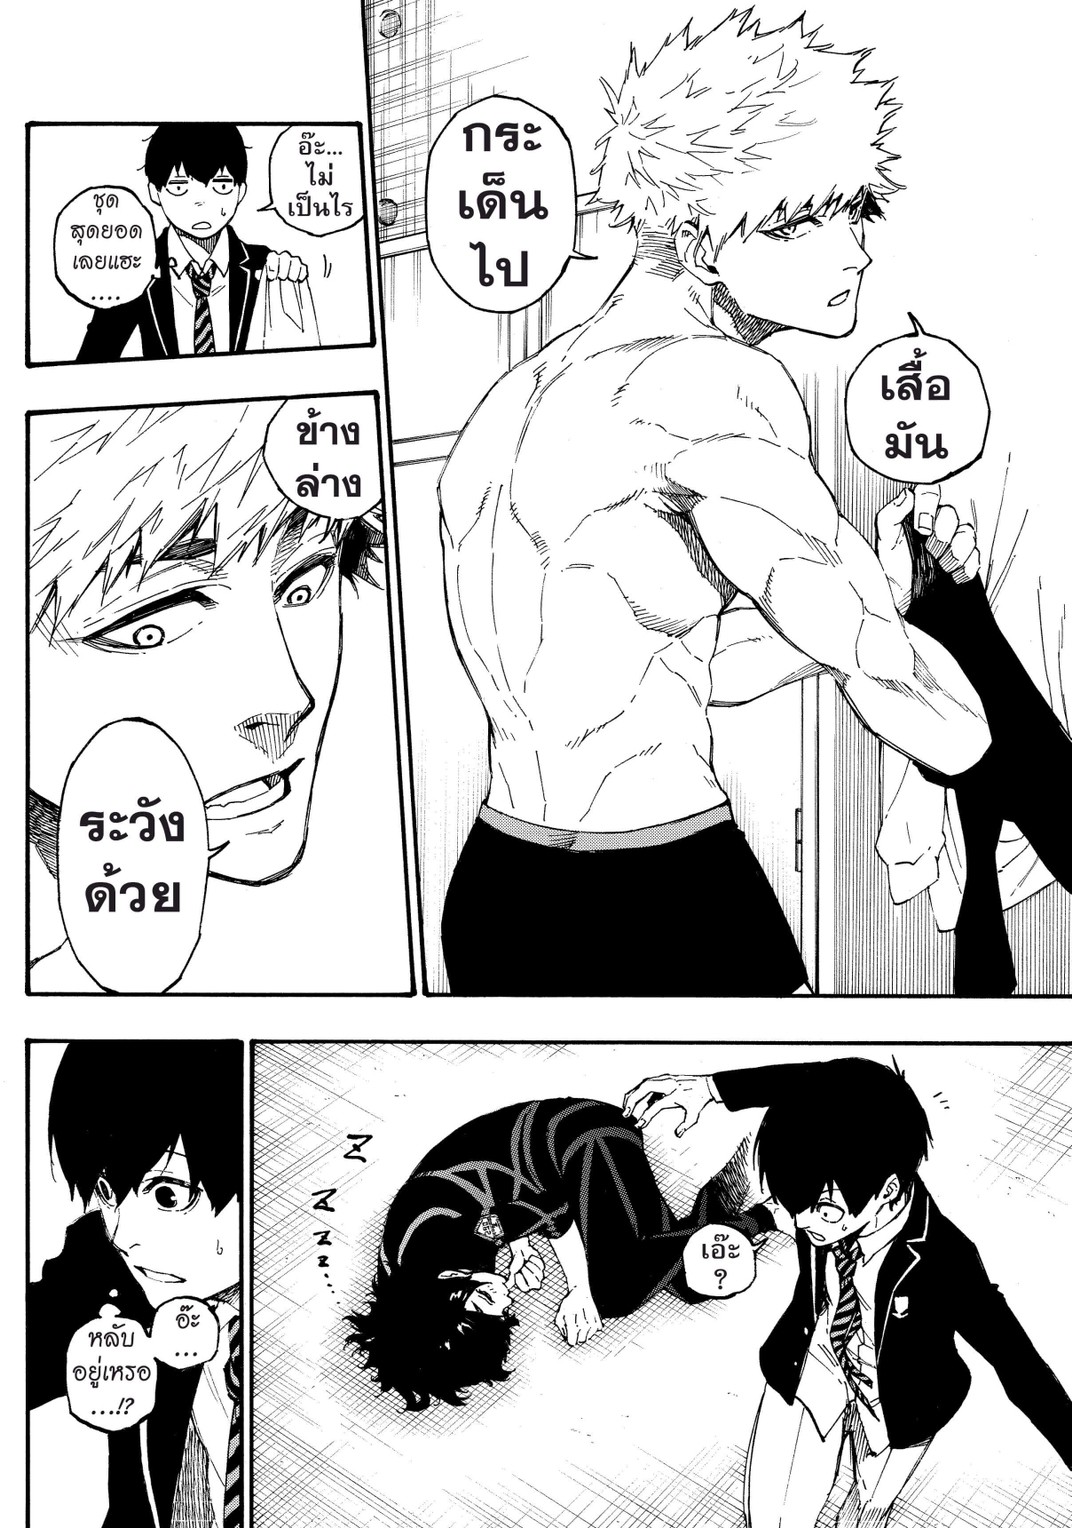 เสื้อ
มัน
กระ
เด็น
ไป
อ๊ะ...
ไม่
เป็นไร
ชุด
สุดยอด
เลยแฮะ
....
ข้าง
ล่าง
ระวัง
ด้วย
เอ๊ะ
?
Z
Z
Z
z...
อ๊ะ
...
หลับ
อยู่เหรอ
...!?